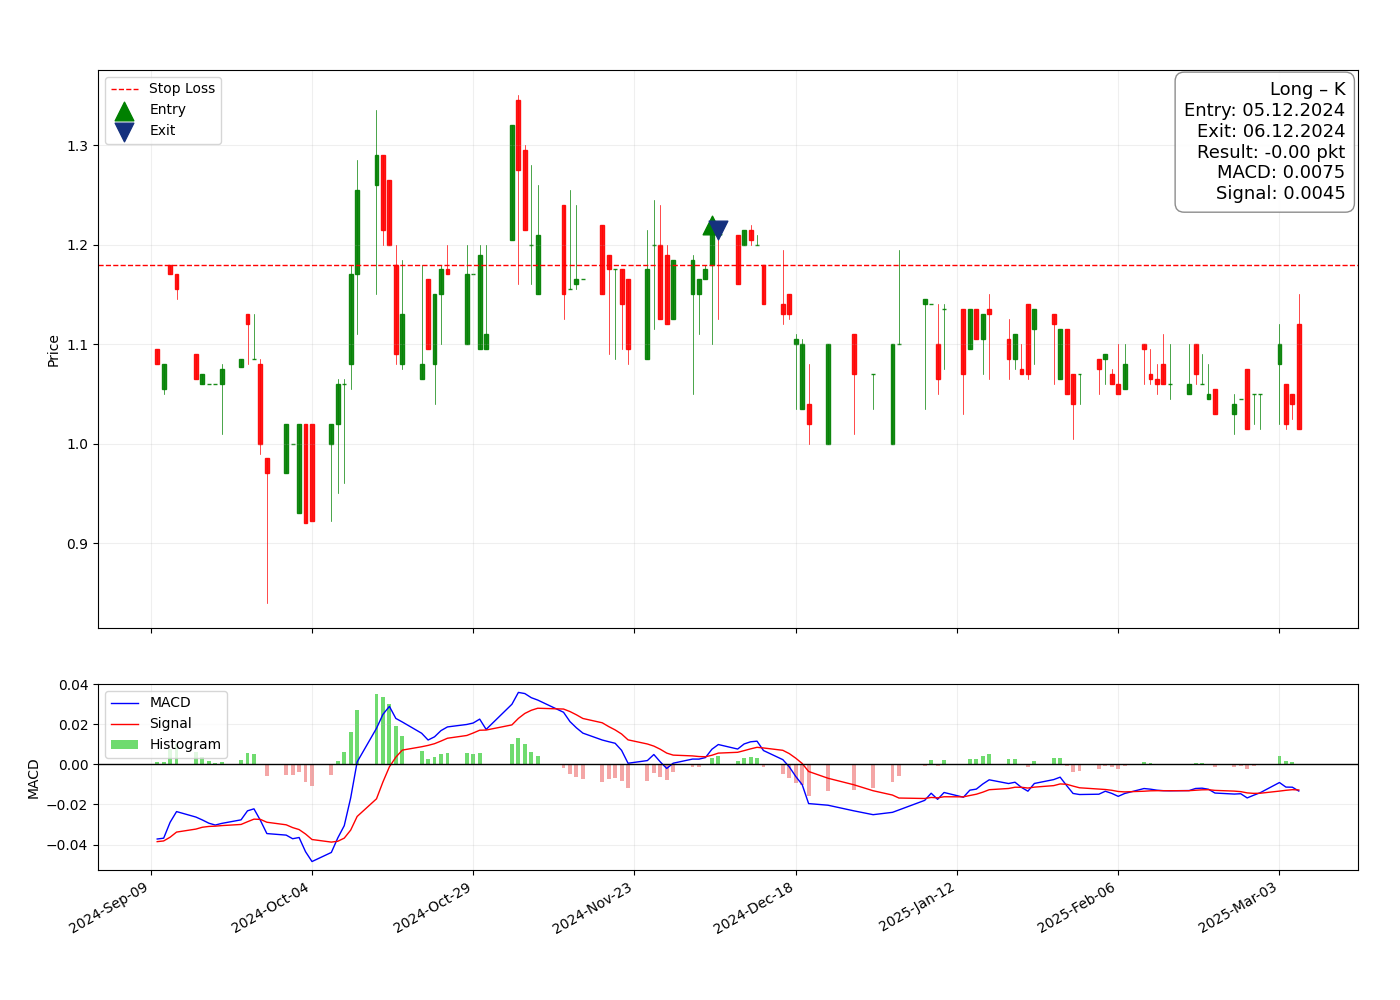 Stop Loss
Entry
Exit
Long – K
Entry: 05.12.2024
Exit: 06.12.2024
Result: -0.00 pkt
MACD: 0.0075
Signal: 0.0045
1.3
1.2
1.1
1.0
0.9
Price
MACD
Signal
Histogram
0.04
0.02
0.00
−0.02
−0.04
MACD
2024-Sep-09
2024-Oct-04
2024-Oct-29
2024-Nov-23
2024-Dec-18
2025-Jan-12
2025-Feb-06
2025-Mar-03